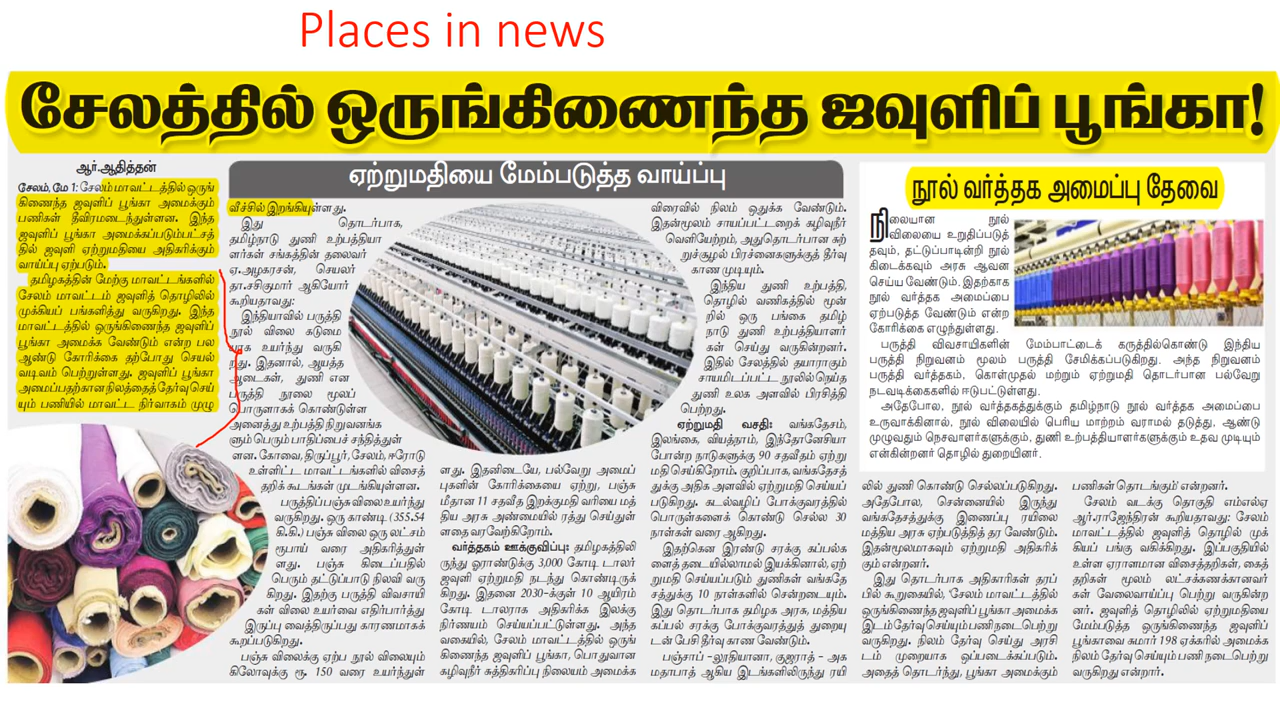 Places in news
சேலத்தில் ஒருங்கிணைந்த ஜவுளிப் பூங்கா!
ஆர்.ஆதித்தன்
சேலம், மே 1: சேலம் மாவட்டத்தில் ஒருங்
கிணைந்த ஜவுளிப் பூங்கா அமைக்கும்
பணிகள் தீவிரமடைந்துள்ளன. இந்த
ஜவுளிப் பூங்கா அமைக்கப்படும்பட்சத்
தில் ஜவுளி ஏற்றுமதியை அதிகரிக்கும்
வாய்ப்பு ஏற்படும்.
தமிழகத்தின் மேற்கு மாவட்டங்களில்
சேலம் மாவட்டம் ஜவுளித் தொழிலில்
முக்கியப் பங்களித்து வருகிறது. இந்த
மாவட்டத்தில் ஒருங்கிணைந்த ஜவுளிப்
பூங்கா அமைக்க வேண்டும் என்ற பல
ஆண்டு கோரிக்கை தற்போது செயல்
வடிவம் பெற்றுள்ளது. ஜவுளிப் பூங்கா
அமைப்பதற்கான நிலத்தைத் தேர்வு செய்
யும் பணியில் மாவட்ட நிர்வாகம் முழு
ஏற்றுமதியை மேம்படுத்த வாய்ப்பு
வீச்சில் இறங்கியுள்ளது.
இது தொடர்பாக,
தமிழ்நாடு துணி உற்பத்தியா
ளர்கள் சங்கத்தின் தலைவர்
ஏ.அழகரசன், செயலர்
தா.சசிகுமார் ஆகியோர்
கூறியதாவது:
இந்தியாவில் பருத்தி
நூல் விலை கடுமை
யாக உயர்ந்து வருகி
றது. இதனால், ஆயத்த
ஆடைகள், துணி என
பருத்தி நூலை மூலப்
பொருளாகக் கொண்டுள்ள
அனைத்து உற்பத்தி நிறுவனங்க
ளும் பெரும் பாதிப்பைச் சந்தித்துள்
ளன. கோவை, திருப்பூர், சேலம், ஈரோடு
உள்ளிட்ட மாவட்டங்களில் விசைத்
தறிக் கூடங்கள் முடங்கியுள்ளன.
பருத்திப் பஞ்சு விலை உயர்ந்து
வருகிறது. ஒரு காண்டி (355.54
கி.கி.) பஞ்சு விலை ஒரு லட்சம்
ரூபாய் வரை அதிகரித்துள்
ளது. பஞ்சு கிடைப்பதில்
பெரும் தட்டுப்பாடு நிலவி வரு
கிறது. இதற்கு பருத்தி விவசாயி
கள் விலை உயர்வை எதிர்பார்த்து
இருப்பு வைத்திருப்பது காரணமாகக்
கூறப்படுகிறது.
பஞ்சு விலைக்கு ஏற்ப நூல் விலையும்
கிலோவுக்கு ரூ. 150 வரை உயர்ந்துள்
ளது. இதனிடையே, பல்வேறு அமைப்
புகளின் கோரிக்கையை ஏற்று, பஞ்சு
மீதான 11 சதவீத இறக்குமதி வரியை மத்
திய அரசு அண்மையில் ரத்து செய்துள்
ளதை வரவேற்கிறோம்.
வர்த்தகம் ஊக்குவிப்பு: தமிழகத்திலி
ருந்து ஓராண்டுக்கு 3,000 கோடி டாலர்
ஜவுளி ஏற்றுமதி நடந்து கொண்டிருக்
கிறது. இதனை 2030-க்குள் 10 ஆயிரம்
கோடி டாலராக அதிகரிக்க இலக்கு
நிர்ணயம் செய்யப்பட்டுள்ளது. அந்த
வகையில், சேலம் மாவட்டத்தில் ஒருங்
கிணைந்த ஜவுளிப் பூங்கா, பொதுவான
கழிவுநீர் சுத்திகரிப்பு நிலையம் அமைக்க
விரைவில் நிலம் ஒதுக்க வேண்டும்.
இதன்மூலம் சாயப்பட்டறைக் கழிவுநீர்
வெளியேற்றம், அதுதொடர்பான சுற்
றுச்சூழல் பிரச்னைகளுக்குத் தீர்வு
காண முடியும்.
இந்திய துணி உற்பத்தி,
தொழில் வணிகத்தில் மூன்
றில் ஒரு பங்கை தமிழ்
நாடு துணி உற்பத்தியாளர்
கள் செய்து வருகின்றனர்.
இதில் சேலத்தில் தயாராகும்
சாயமிடப்பட்ட நூலில் நெய்த
துணி உலக அளவில் பிரசித்தி
பெற்றது.
ஏற்றுமதி வசதி: வங்கதேசம்,
இலங்கை, வியத்நாம், இந்தோனேசியா
போன்ற நாடுகளுக்கு 90 சதவீதம் ஏற்று
மதி செய்கிறோம். குறிப்பாக, வங்கதேசத்
துக்கு அதிக அளவில் ஏற்றுமதி செய்யப்
படுகிறது. கடல்வழிப் போக்குவரத்தில்
பொருள்களைக் கொண்டு செல்ல 30
நாள்கள் வரை ஆகிறது.
இதற்கென இரண்டு சரக்கு கப்பல்க
ளைத் தடையில்லாமல் இயக்கினால், ஏற்
றுமதி செய்யப்படும் துணிகள் வங்கதே
சத்துக்கு 10 நாள்களில் சென்றடையும்.
இது தொடர்பாக தமிழக அரசு, மத்திய
கப்பல் சரக்கு போக்குவரத்துத் துறையு
டன் பேசி தீர்வு காண வேண்டும்.
பஞ்சாப் -லூதியானா, குஜராத் - அக
மதாபாத் ஆகிய இடங்களிலிருந்து ரயி
லில் துணி கொண்டு செல்லப்படுகிறது.
அதேபோல, சென்னையில் இருந்து
வங்கதேசத்துக்கு இணைப்பு ரயிலை
மத்திய அரசு ஏற்படுத்தித் தர வேண்டும்.
இதன்மூலமாகவும் ஏற்றுமதி அதிகரிக்
கும் என்றனர்.
இது தொடர்பாக அதிகாரிகள் தரப்
பில் கூறுகையில், 'சேலம் மாவட்டத்தில்
ஒருங்கிணைந்த ஜவுளிப் பூங்கா அமைக்க
இடம் தேர்வு செய்யும் பணி நடைபெற்று
வருகிறது. நிலம் தேர்வு செய்து அரசி
டம் முறையாக ஒப்படைக்கப்படும்.
அதைத் தொடர்ந்து, பூங்கா அமைக்கும்
பணிகள் தொடங்கும்' என்றனர்.
சேலம் வடக்கு தொகுதி எம்எல்ஏ
ஆர்.ராஜேந்திரன் கூறியதாவது: சேலம்
மாவட்டத்தில் ஜவுளித் தொழில் முக்
கியப் பங்கு வகிக்கிறது. இப்பகுதியில்
உள்ள ஏராளமான விசைத்தறிகள், கைத்
தறிகள் மூலம் லட்சக்கணக்கானவர்
கள் வேலைவாய்ப்பு பெற்று வருகின்ற
னர். ஜவுளித் தொழிலில் ஏற்றுமதியை
மேம்படுத்த ஒருங்கிணைந்த ஜவுளிப்
பூங்காவை சுமார் 198 ஏக்கரில் அமைக்க
நிலம் தேர்வு செய்யும் பணி நடைபெற்று
வருகிறது என்றார்.
நூல் வர்த்தக அமைப்பு தேவை
நிலையான நூல்
விலையை உறுதிப்படுத்
தவும், தட்டுப்பாடின்றி நூல்
கிடைக்கவும் அரசு ஆவன
செய்ய வேண்டும். இதற்காக
நூல் வர்த்தக அமைப்பை
ஏற்படுத்த வேண்டும் என்ற
கோரிக்கை எழுந்துள்ளது.
பருத்தி விவசாயிகளின் மேம்பாட்டைக் கருத்தில்கொண்டு இந்திய
பருத்தி நிறுவனம் மூலம் பருத்தி சேமிக்கப்படுகிறது. அந்த நிறுவனம்
பருத்தி வர்த்தகம், கொள்முதல் மற்றும் ஏற்றுமதி தொடர்பான பல்வேறு
நடவடிக்கைகளில் ஈடுபட்டுள்ளது.
அதேபோல, நூல் வர்த்தகத்துக்கும் தமிழ்நாடு நூல் வர்த்தக அமைப்பை
உருவாக்கினால், நூல் விலையில் பெரிய மாற்றம் வராமல் தடுத்து, ஆண்டு
முழுவதும் நெசவாளர்களுக்கும், துணி உற்பத்தியாளர்களுக்கும் உதவ முடியும்
என்கின்றனர் தொழில் துறையினர்.